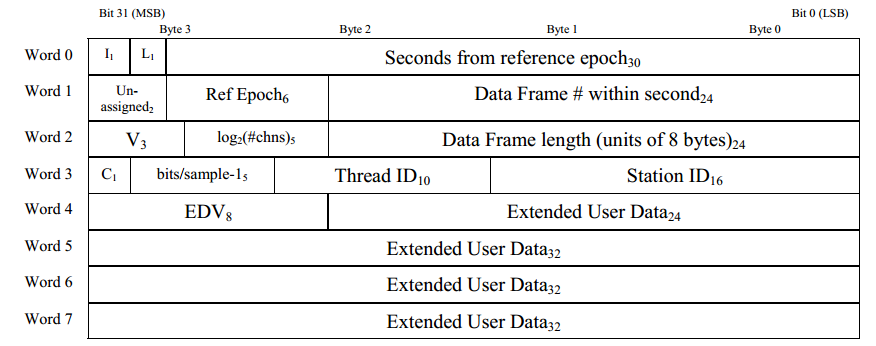 Bit 31 (MSB) Bit 0 (LSB)
Byte 3 Byte 2 Byte 1 Byte 0
Word 0 I₁ L₁ Seconds from reference epoch₃₀
Word 1 Un-assigned₂ Ref Epoch₆ Data Frame # within second₂₄
Word 2 V₃ log₂(#chns)₅ Data Frame length (units of 8 bytes)₂₄
Word 3 C₁ bits/sample-1₅ Thread ID₁₀ Station ID₁₆
Word 4 EDV₈ Extended User Data₂₄
Word 5 Extended User Data₃₂
Word 6 Extended User Data₃₂
Word 7 Extended User Data₃₂